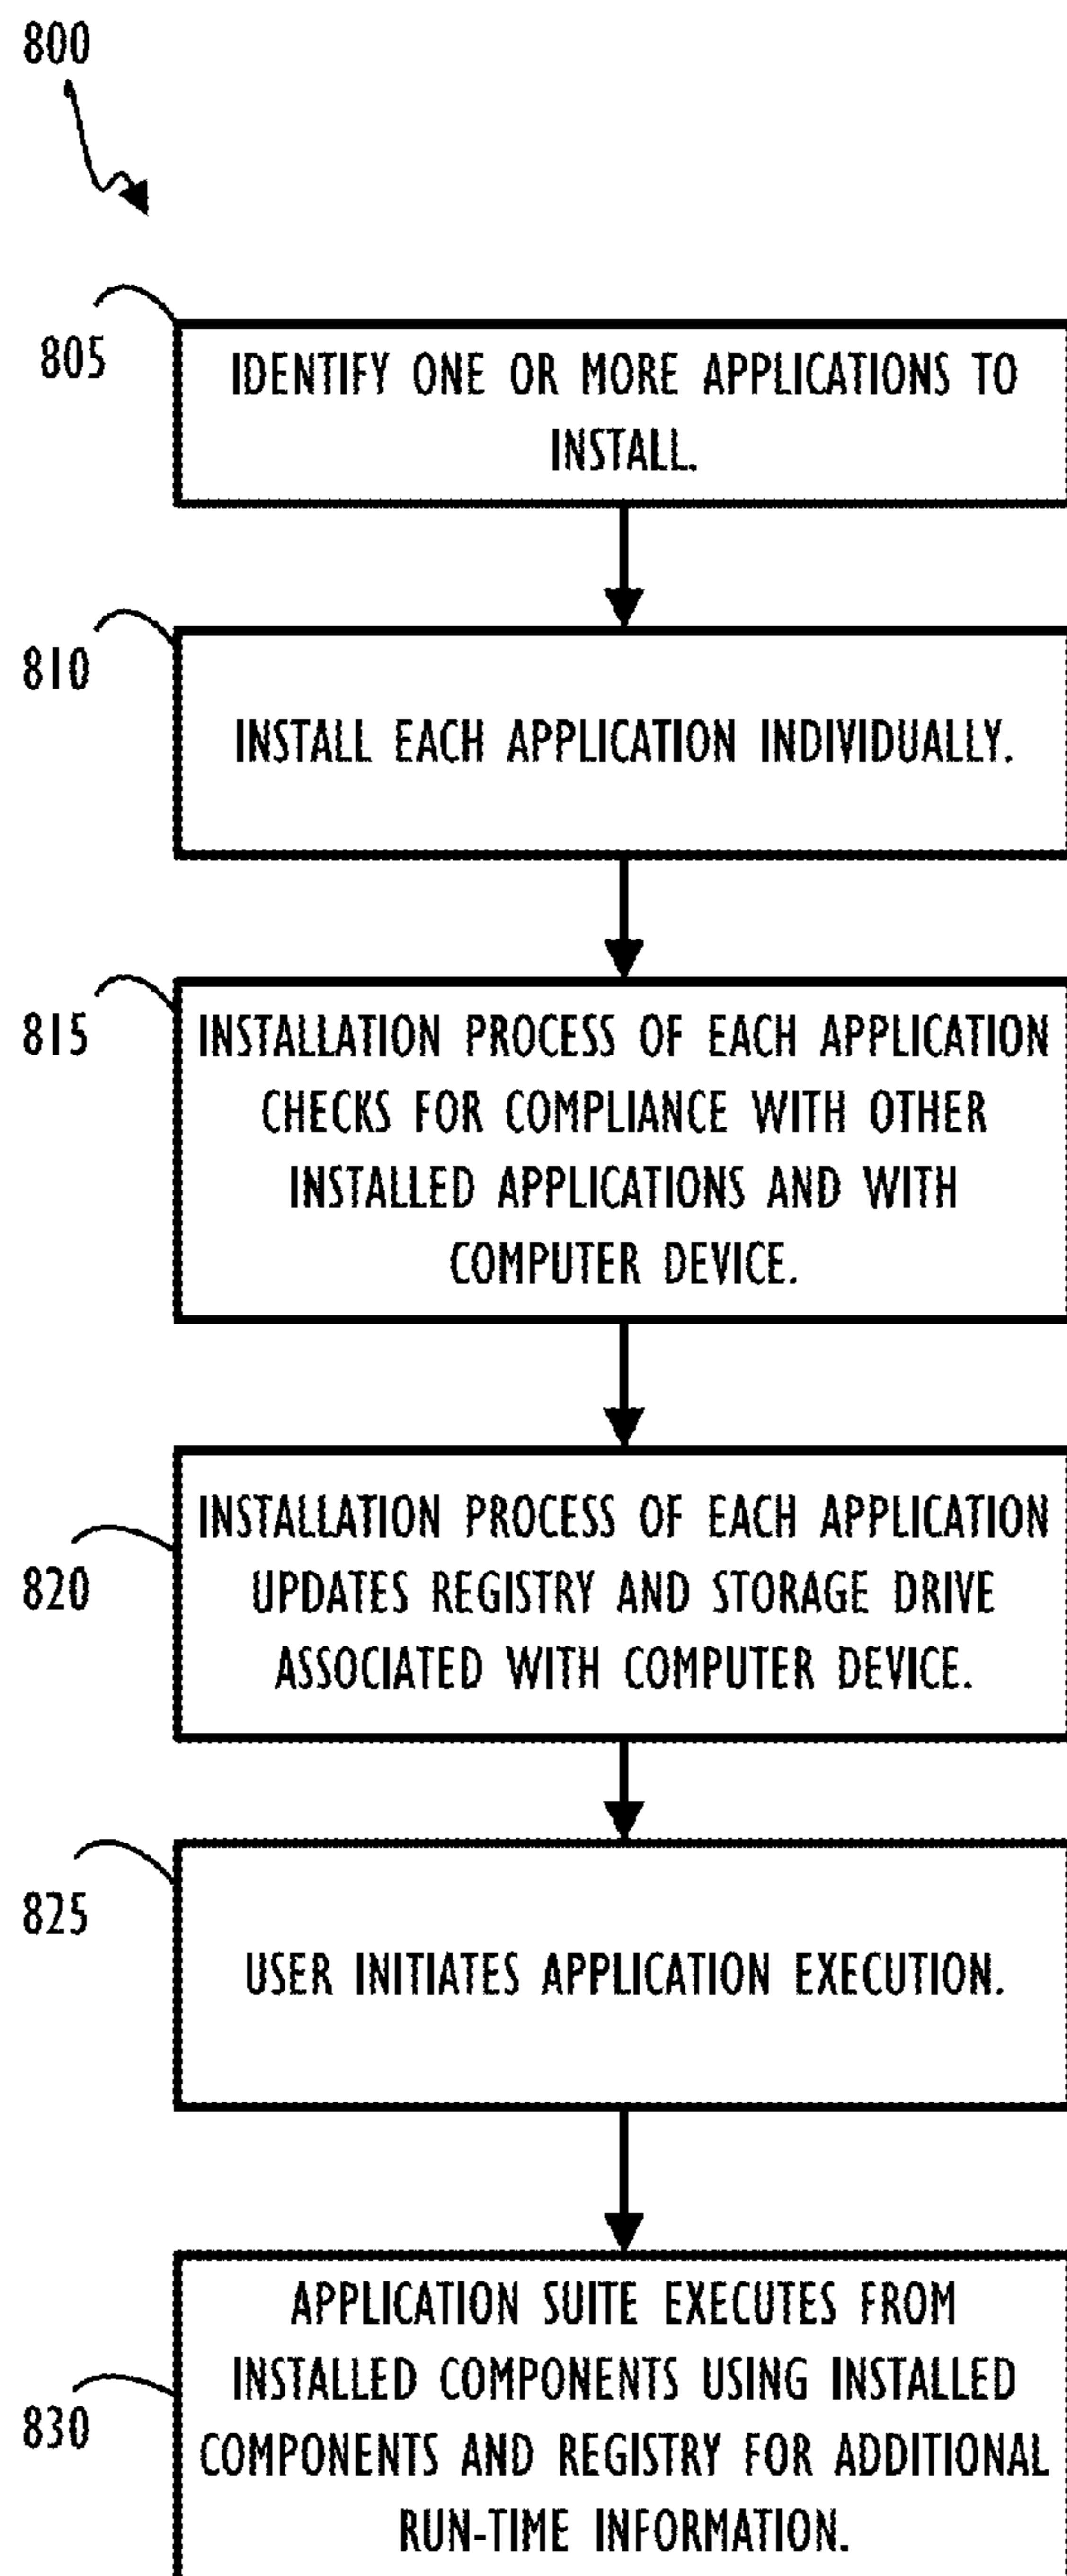 800
805
IDENTIFY ONE OR MORE APPLICATIONS TO
INSTALL.
810
INSTALL EACH APPLICATION INDIVIDUALLY.
815
INSTALLATION PROCESS OF EACH APPLICATION
CHECKS FOR COMPLIANCE WITH OTHER
INSTALLED APPLICATIONS AND WITH
COMPUTER DEVICE.
820
INSTALLATION PROCESS OF EACH APPLICATION
UPDATES REGISTRY AND STORAGE DRIVE
ASSOCIATED WITH COMPUTER DEVICE.
825
USER INITIATES APPLICATION EXECUTION.
830
APPLICATION SUITE EXECUTES FROM
INSTALLED COMPONENTS USING INSTALLED
COMPONENTS AND REGISTRY FOR ADDITIONAL
RUN-TIME INFORMATION.